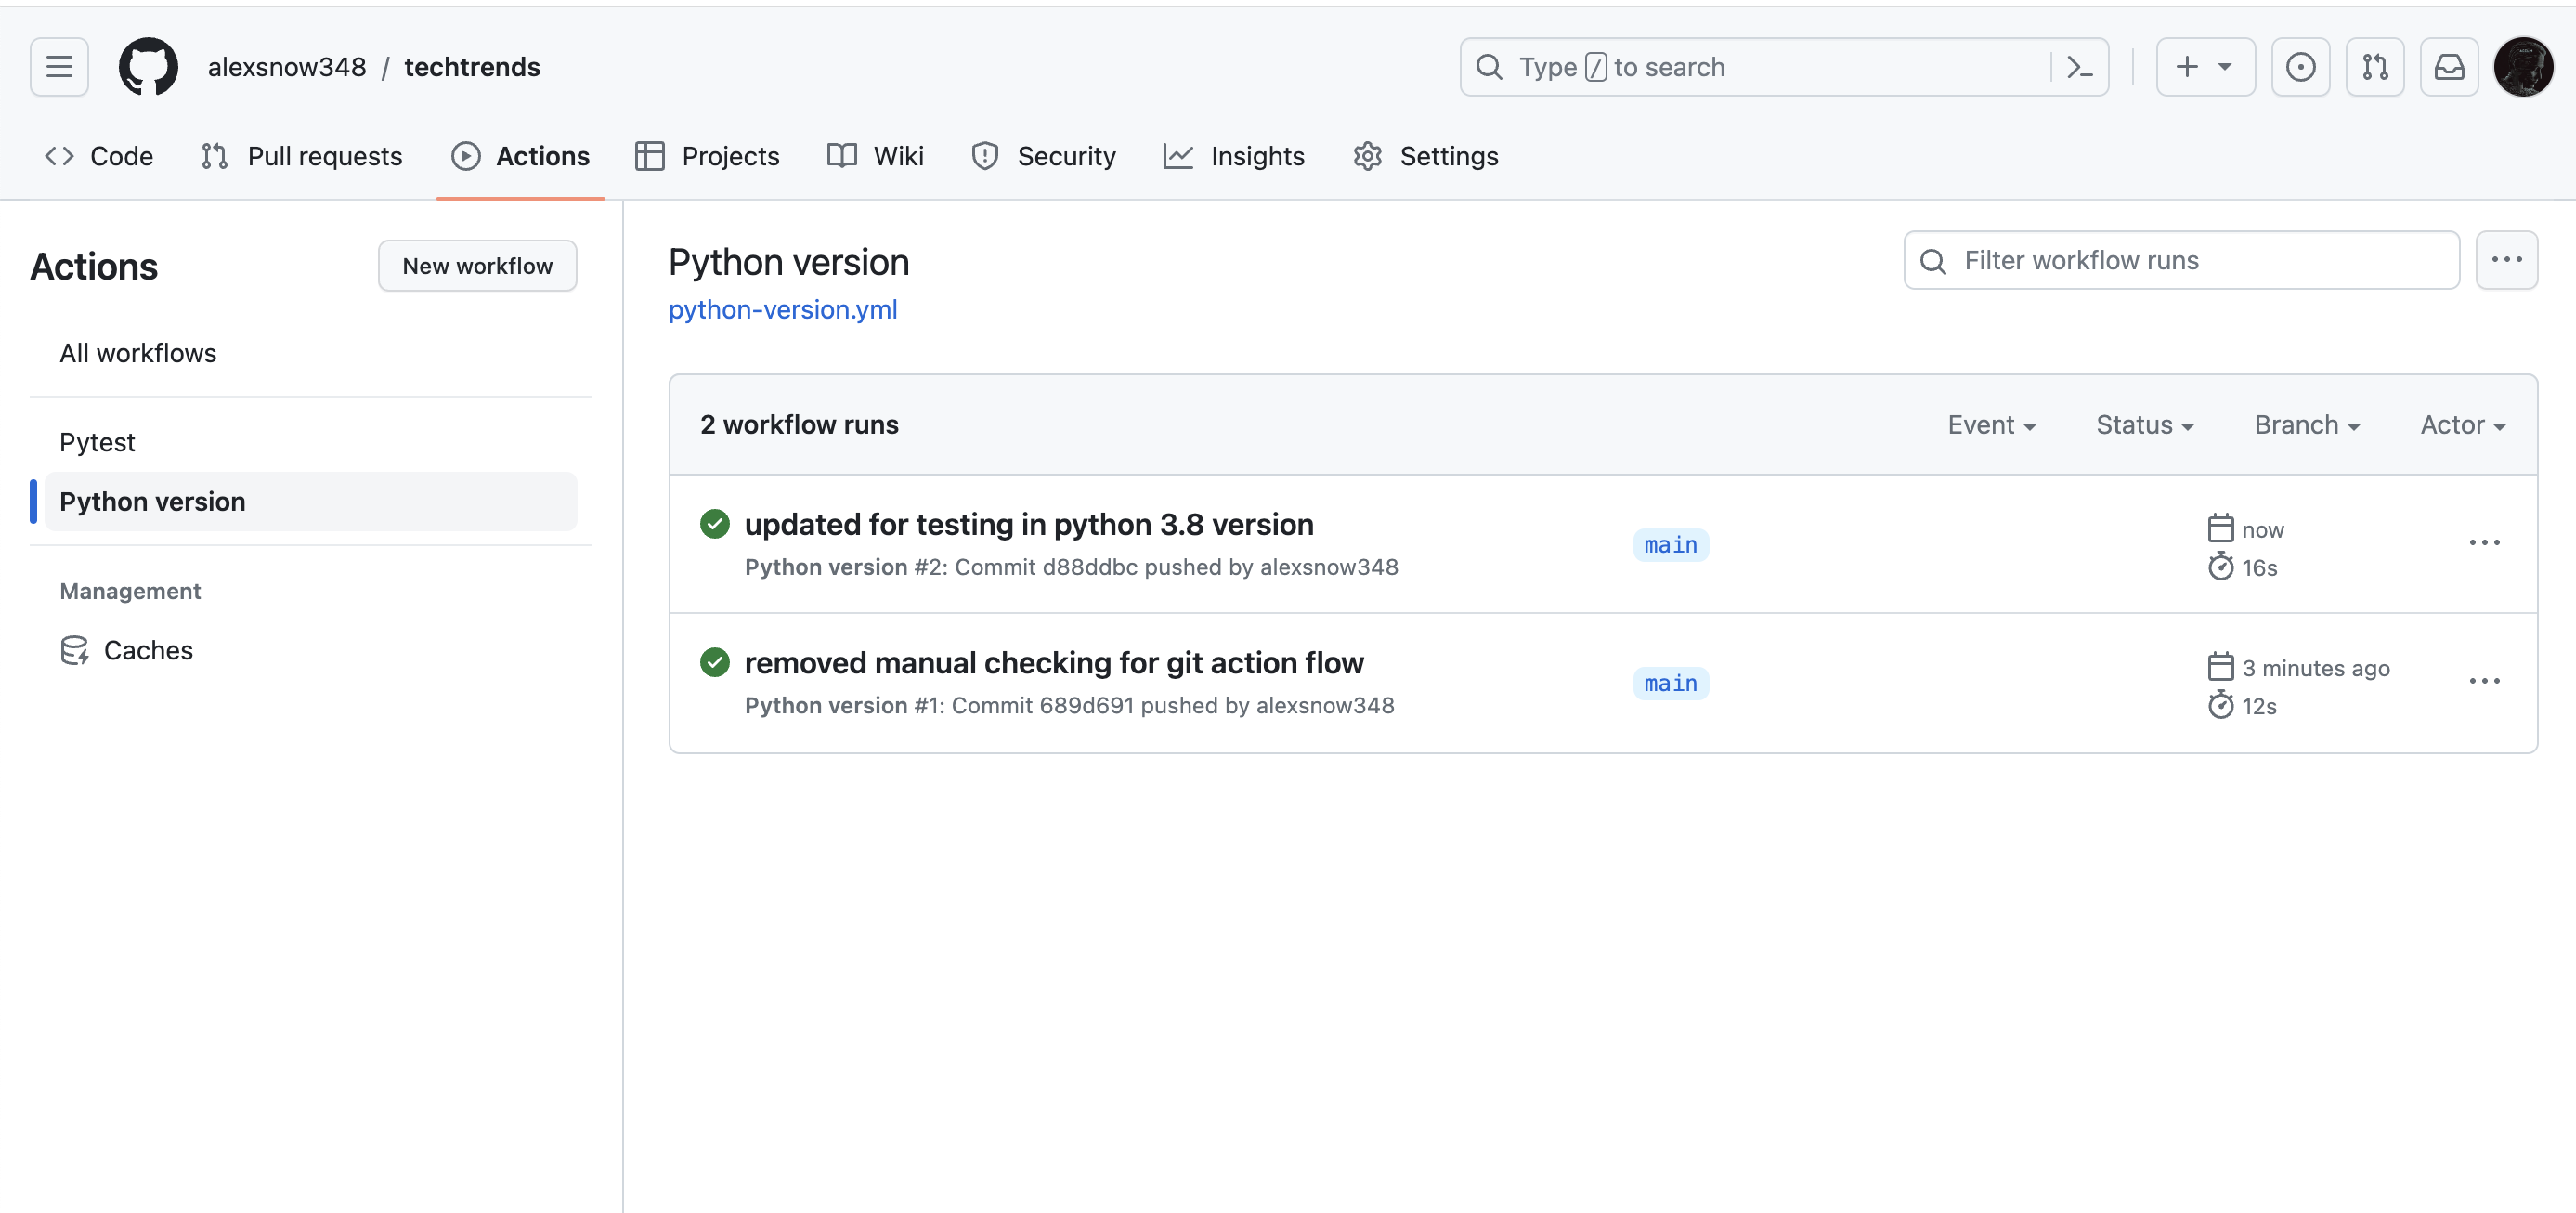 alexsnow348 / techtrends
Type / to search
Code
Pull requests
Actions
Projects
Wiki
Security
Insights
Settings
Actions
New workflow
All workflows
Pytest
Python version
Management
Caches
Python version
python-version.yml
Filter workflow runs
2 workflow runs
Event
Status
Branch
Actor
updated for testing in python 3.8 version
Python version #2: Commit d88ddbc pushed by alexsnow348
main
now
16s
removed manual checking for git action flow
Python version #1: Commit 689d691 pushed by alexsnow348
main
3 minutes ago
12s